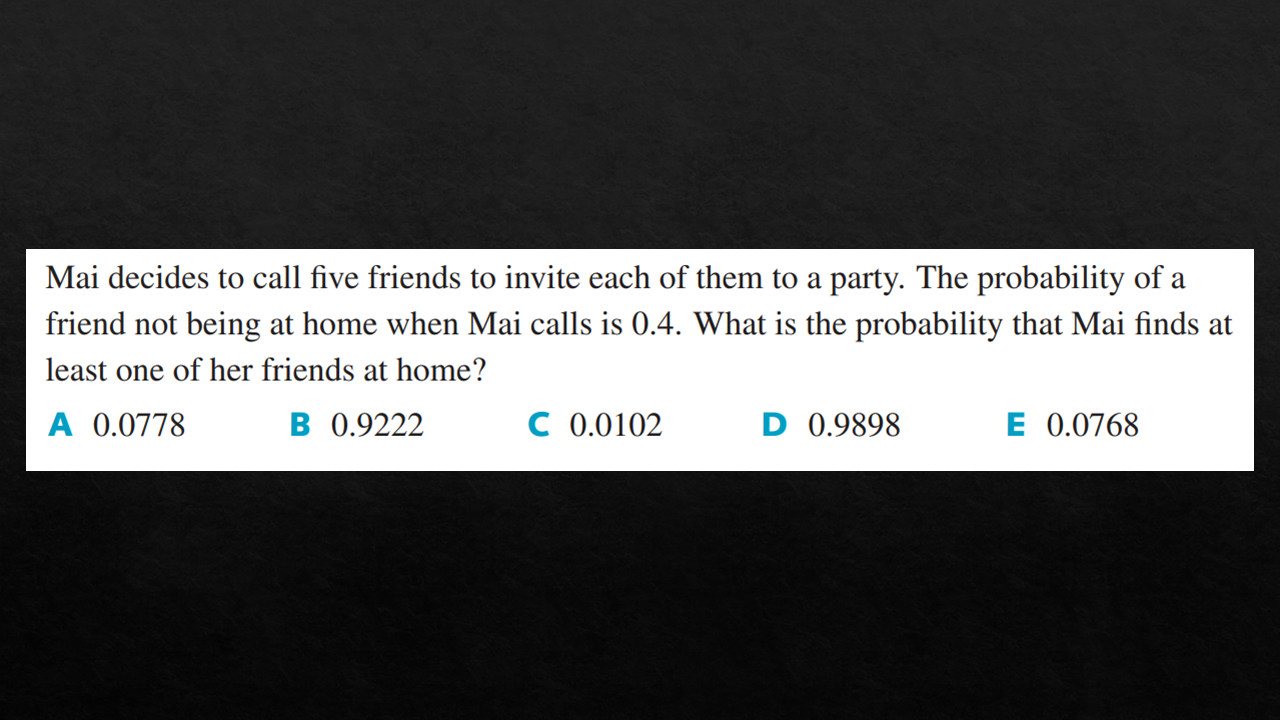 Mai decides to call five friends to invite each of them to a party. The probability of a
friend not being at home when Mai calls is 0.4. What is the probability that Mai finds at
least one of her friends at home?
A 0.0778 B 0.9222 C 0.0102 D 0.9898 E 0.0768